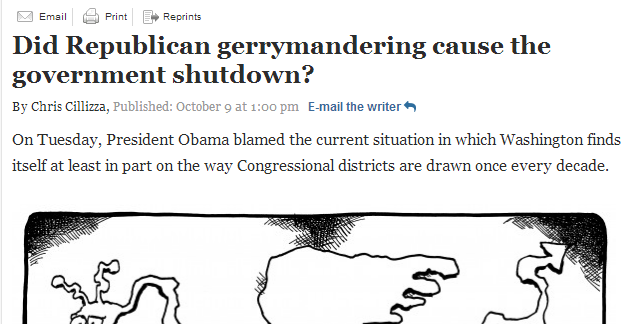 Email Print Reprints
Did Republican gerrymandering cause the
government shutdown?
By Chris Cillizza, Published: October 9 at 1:00 pm E-mail the writer
On Tuesday, President Obama blamed the current situation in which Washington finds
itself at least in part on the way Congressional districts are drawn once every decade.